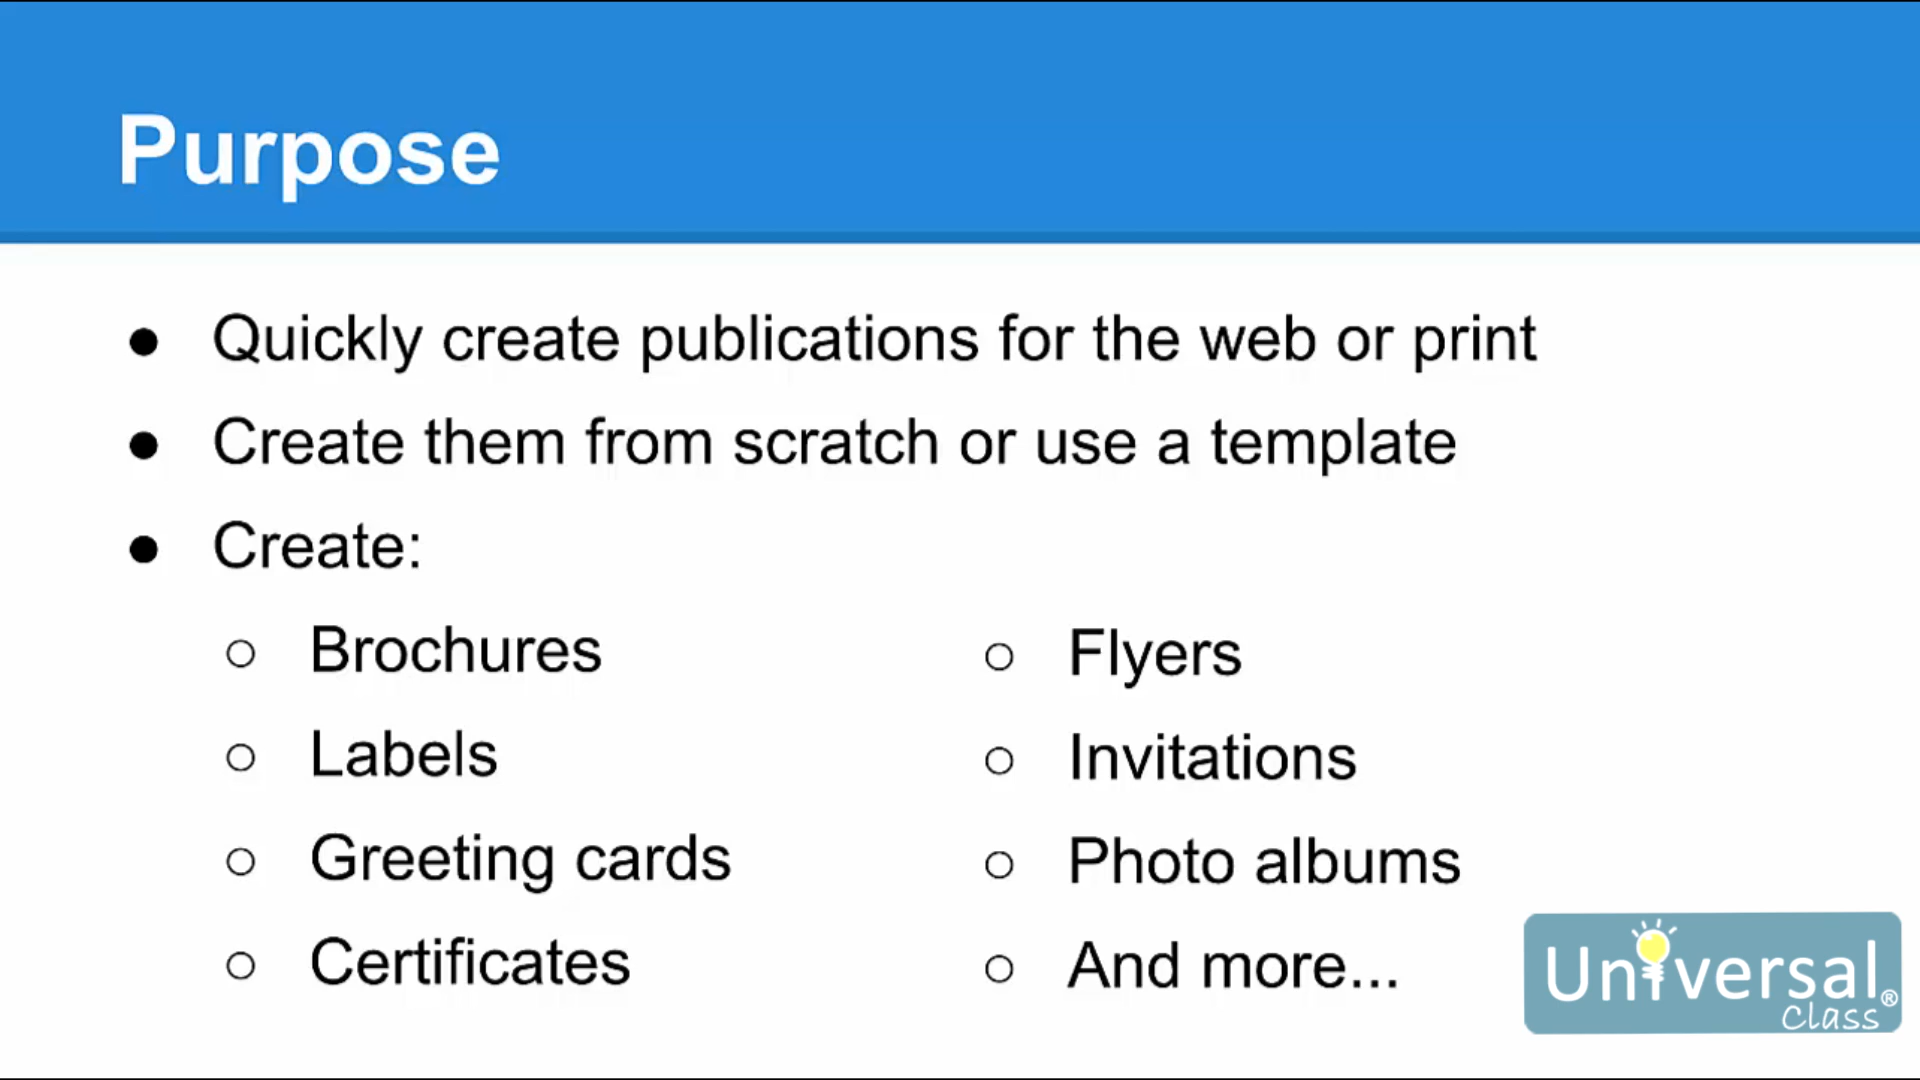 Purpose
● Quickly create publications for the web or print
● Create them from scratch or use a template
● Create:
○ Brochures
○ Labels
○ Greeting cards
○ Certificates
○ Flyers
○ Invitations
○ Photo albums
○ And more...
Universal®
Class